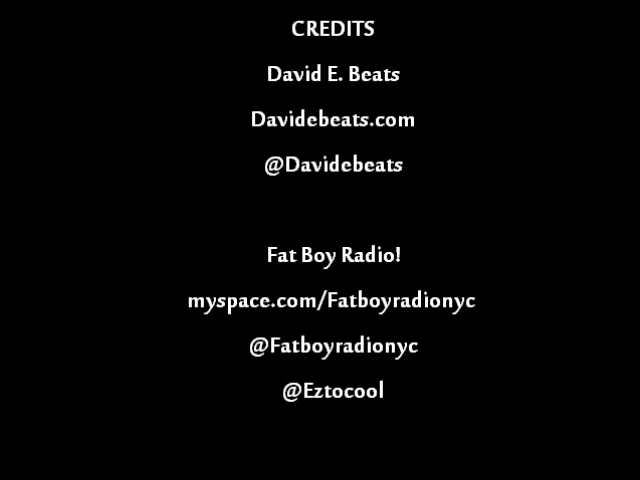 CREDITS
David E. Beats
Davidebeats.com
@Davidebeats
Fat Boy Radio!
myspace.com/Fatboyradionyc
@Fatboyradionyc
@Eztocool